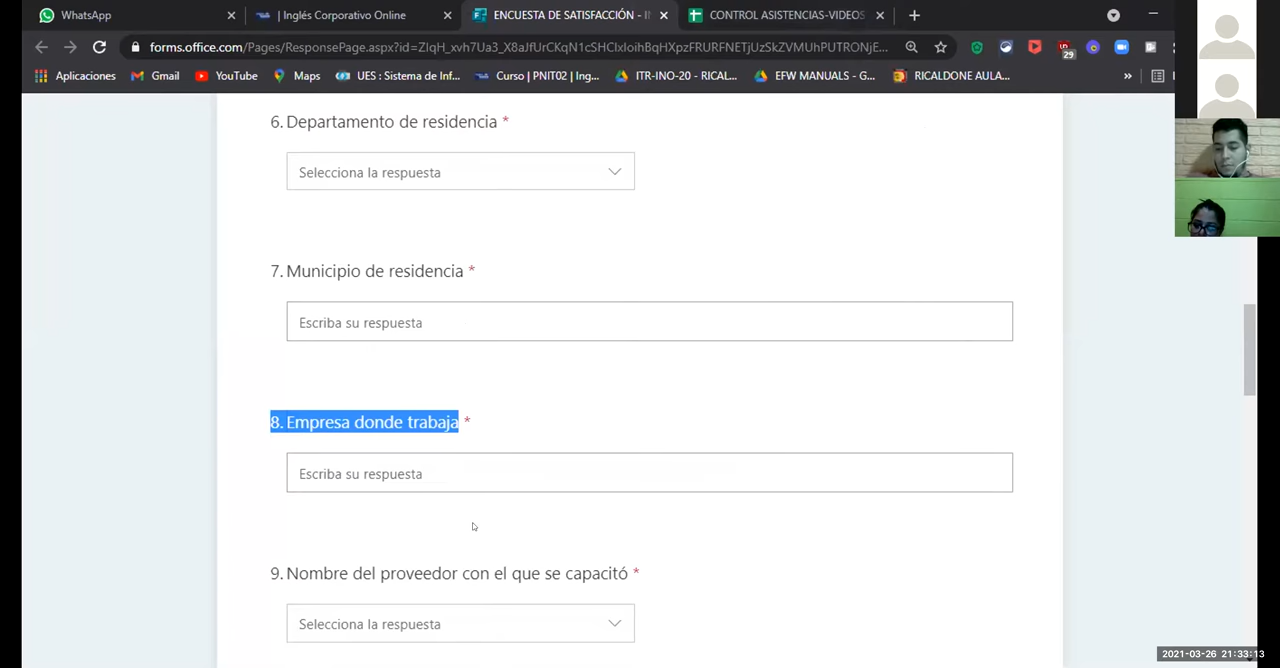 WhatsApp
| Inglés Corporativo Online
ENCUESTA DE SATISFACCIÓN - I
CONTROL ASISTENCIAS-VIDEOS
forms.office.com/Pages/ResponsePage.aspx?id=
29
Aplicaciones
Gmail
YouTube
Maps
UES : Sistema de Inf...
Curso | PNIT02 | Ing...
ITR-INO-20 - RICAL...
EFW MANUALS - G...
RICALDONE AULA...
»
6. Departamento de residencia *
Selecciona la respuesta
7. Municipio de residencia *
Escriba su respuesta
8. Empresa donde trabaja *
Escriba su respuesta
9. Nombre del proveedor con el que se capacitó *
Selecciona la respuesta
2021-03-26 21:33:13